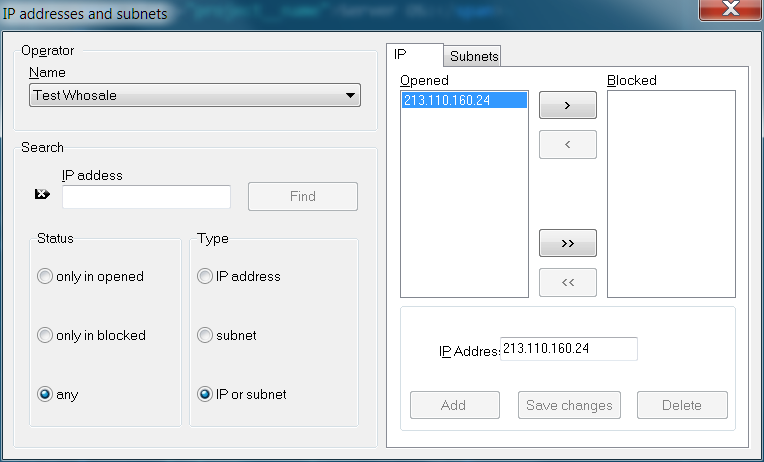 IP addresses and subnets
Operator
Name
Test Whosale
Search
IP addess
Find
Status
only in opened
only in blocked
any
Type
IP address
subnet
IP or subnet
IP
Subnets
Opened
213.110.160.24
>
<
>>
<<
Blocked
IP Addres
213.110.160.24
Add
Save changes
Delete